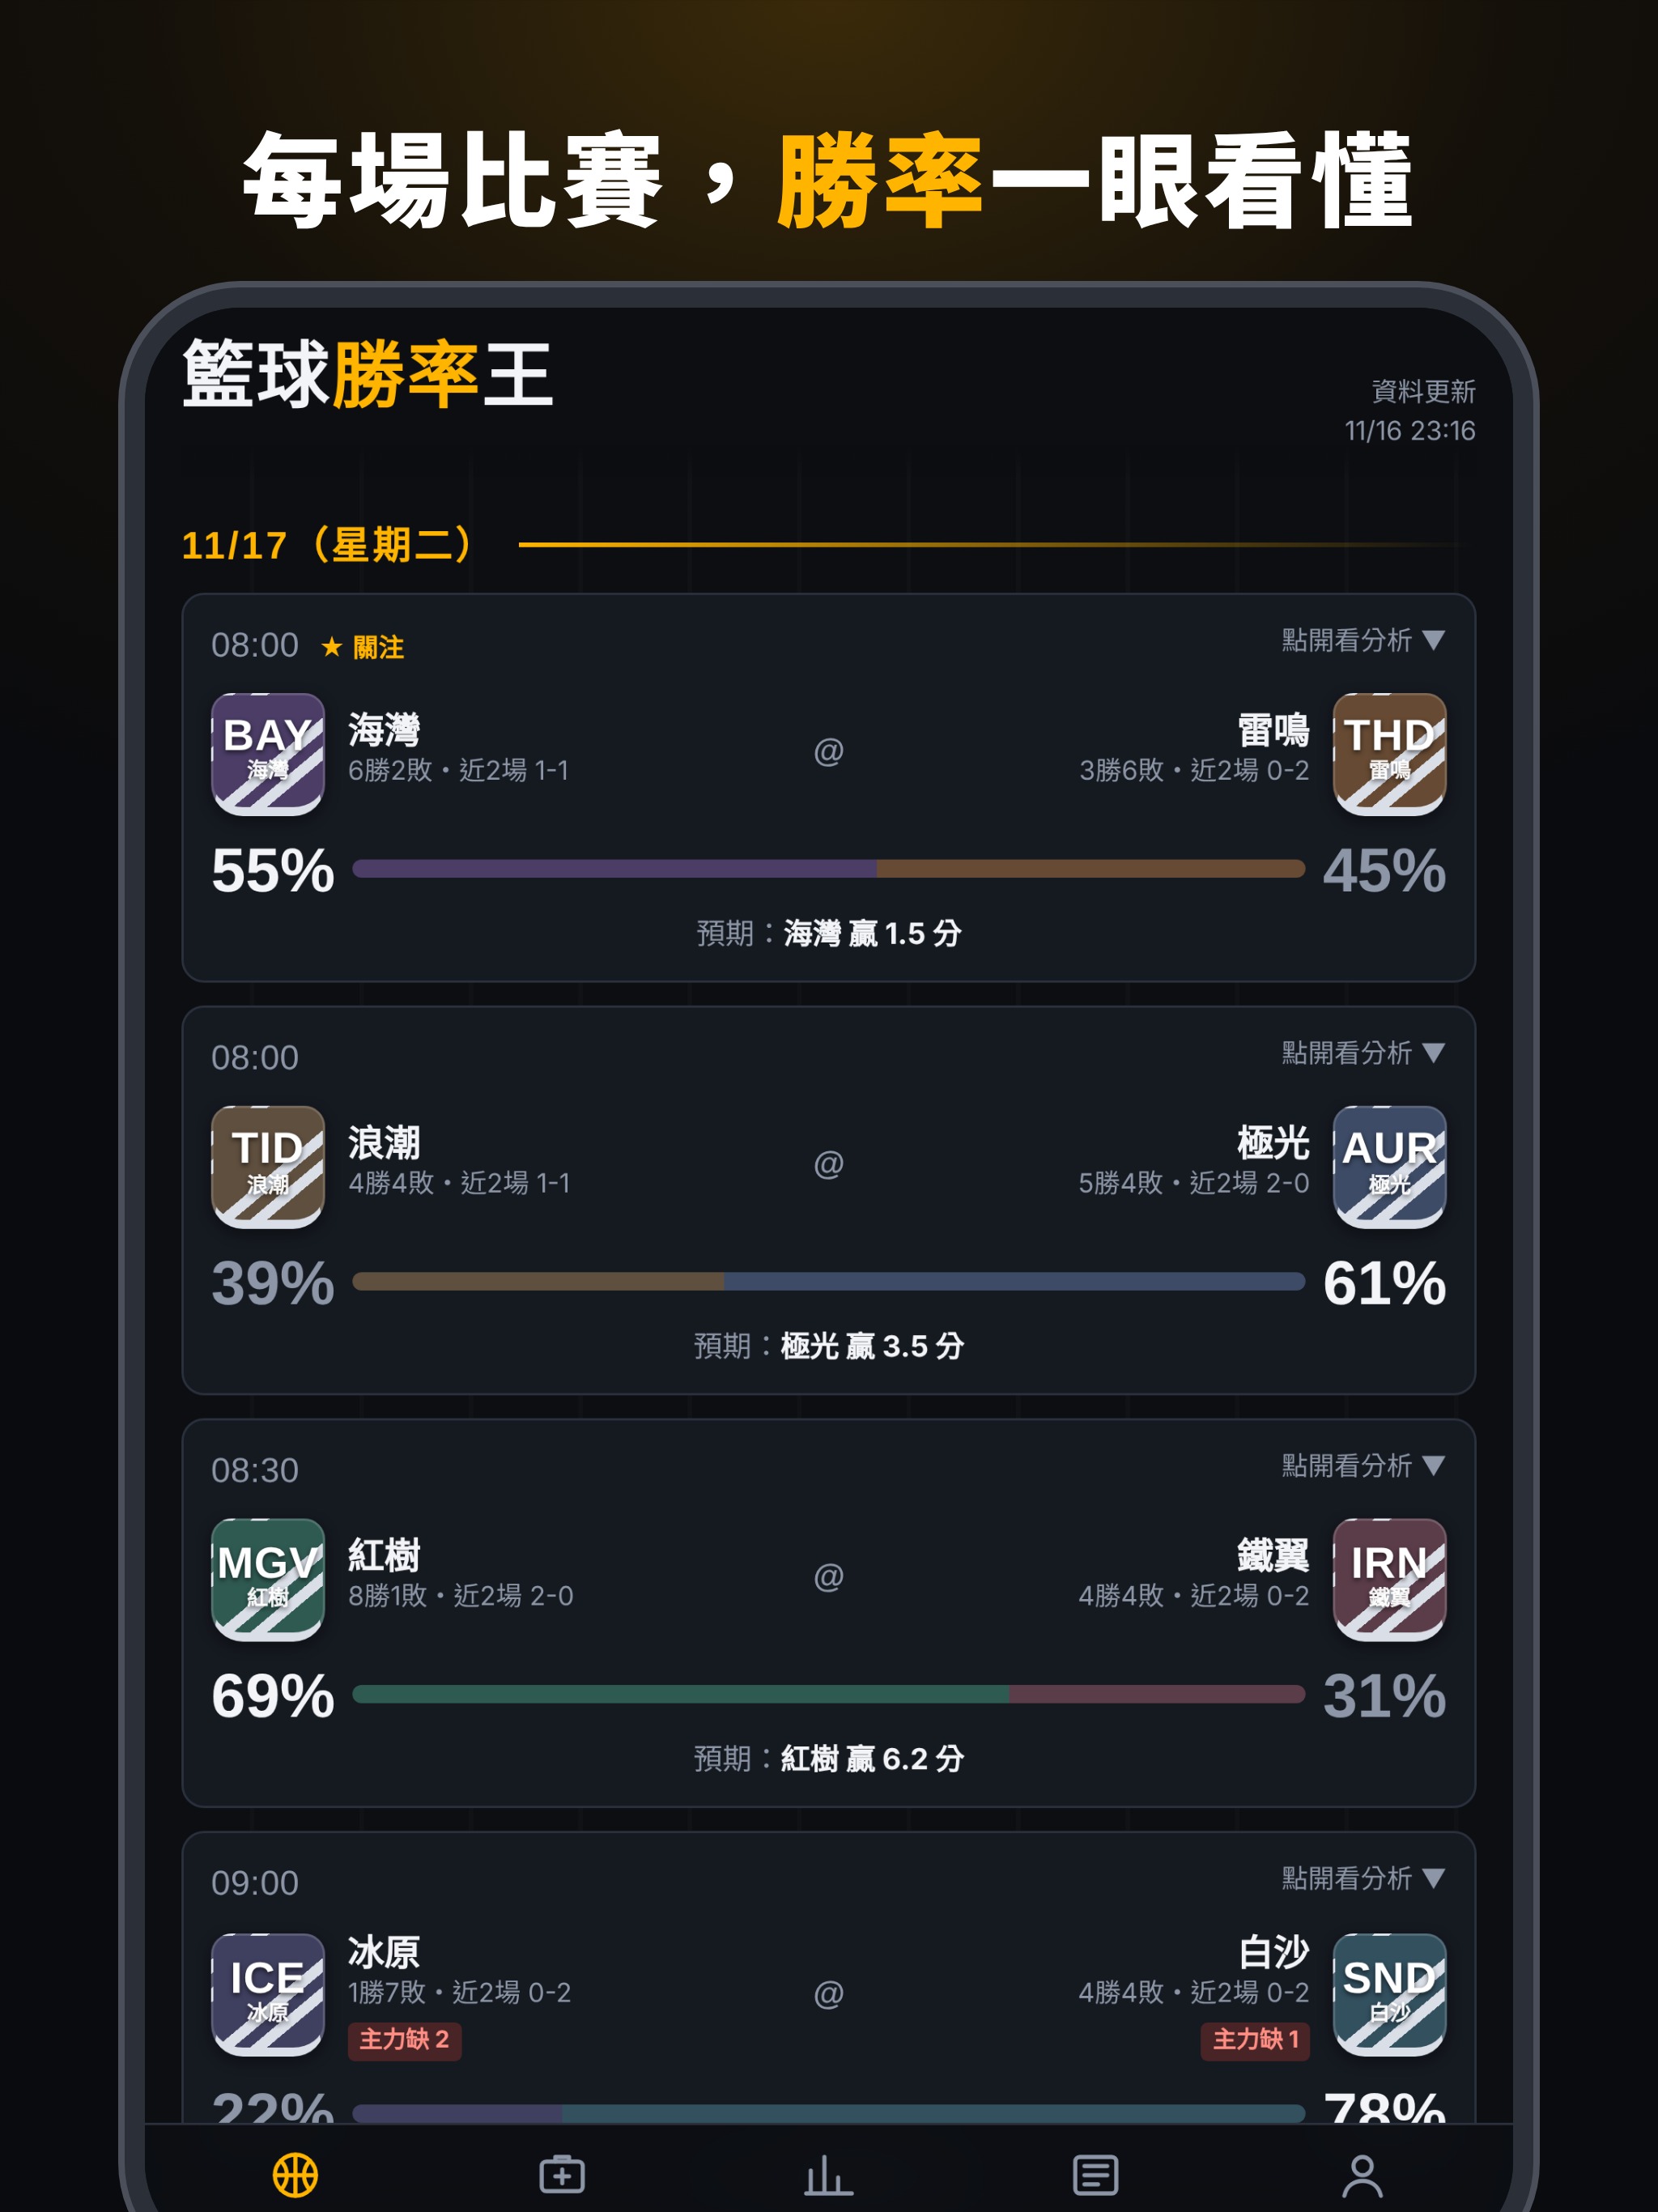 每場比賽，勝率一眼看懂
籃球勝率王
資料更新
11/16 23:16
11/17（星期二）
08:00 ★ 關注
點開看分析 ▼
BAY
海灣
海灣
6勝2敗・近2場 1-1
@
雷鳴
3勝6敗・近2場 0-2
THD
雷鳴
55%
45%
預期：海灣 贏 1.5 分
08:00
點開看分析 ▼
TID
浪潮
浪潮
4勝4敗・近2場 1-1
@
極光
5勝4敗・近2場 2-0
AUR
極光
39%
61%
預期：極光 贏 3.5 分
08:30
點開看分析 ▼
MGV
紅樹
紅樹
8勝1敗・近2場 2-0
@
鐵翼
4勝4敗・近2場 0-2
IRN
鐵翼
69%
31%
預期：紅樹 贏 6.2 分
09:00
點開看分析 ▼
ICE
冰原
冰原
1勝7敗・近2場 0-2
主力缺 2
@
白沙
4勝4敗・近2場 0-2
主力缺 1
SND
白沙
22%
78%